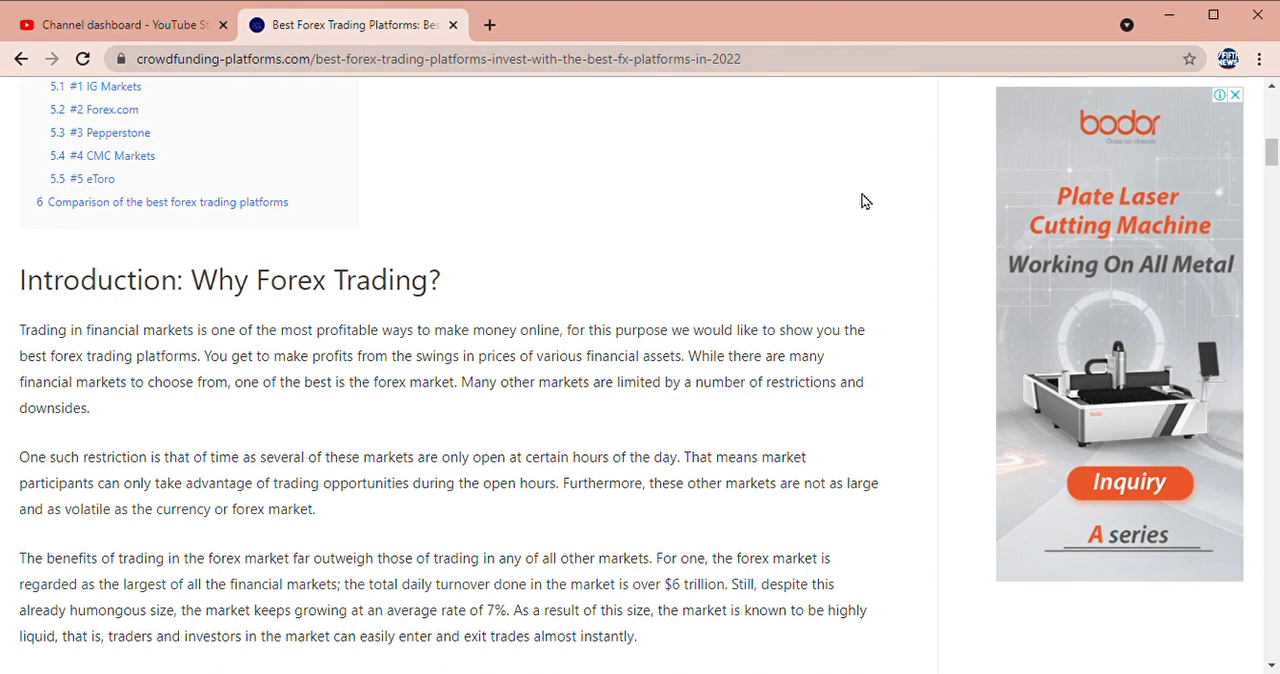 Channel dashboard - YouTube St
Best Forex Trading Platforms: Bes
crowdfunding-platforms.com/best-forex-trading-platforms-invest-with-the-best-fx-platforms-in-2022
FIFTH
NEWS
5.1 #1 IG Markets
5.2 #2 Forex.com
5.3 #3 Pepperstone
5.4 #4 CMC Markets
5.5 #5 eToro
6 Comparison of the best forex trading platforms
Introduction: Why Forex Trading?
Trading in financial markets is one of the most profitable ways to make money online, for this purpose we would like to show you the
best forex trading platforms. You get to make profits from the swings in prices of various financial assets. While there are many
financial markets to choose from, one of the best is the forex market. Many other markets are limited by a number of restrictions and
downsides.
One such restriction is that of time as several of these markets are only open at certain hours of the day. That means market
participants can only take advantage of trading opportunities during the open hours. Furthermore, these other markets are not as large
and as volatile as the currency or forex market.
The benefits of trading in the forex market far outweigh those of trading in any of all other markets. For one, the forex market is
regarded as the largest of all the financial markets; the total daily turnover done in the market is over $6 trillion. Still, despite this
already humongous size, the market keeps growing at an average rate of 7%. As a result of this size, the market is known to be highly
liquid, that is, traders and investors in the market can easily enter and exit trades almost instantly.
bodor
Plate Laser
Cutting Machine
Working On All Metal
Inquiry
A series